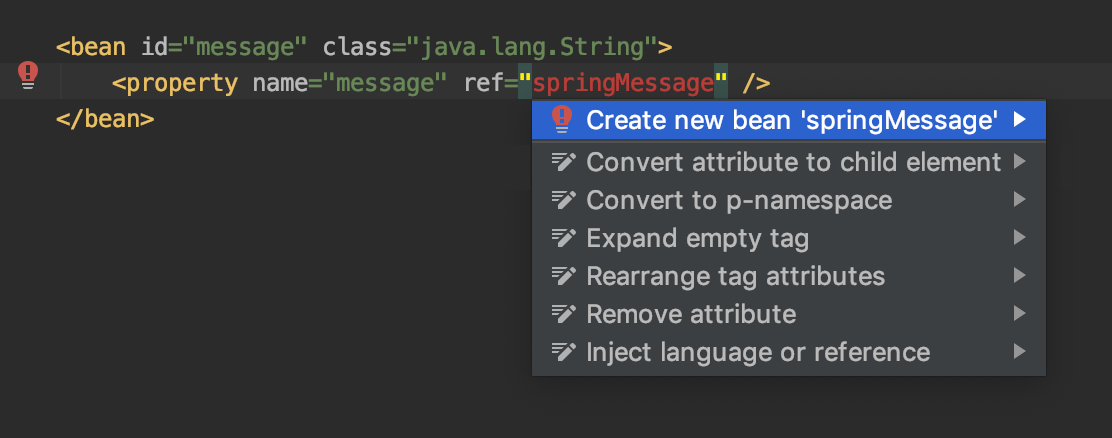 <bean id="message" class="java.lang.String">
<property name="message" ref="springMessage" />
</bean>
Create new bean 'springMessage'
Convert attribute to child element
Convert to p-namespace
Expand empty tag
Rearrange tag attributes
Remove attribute
Inject language or reference